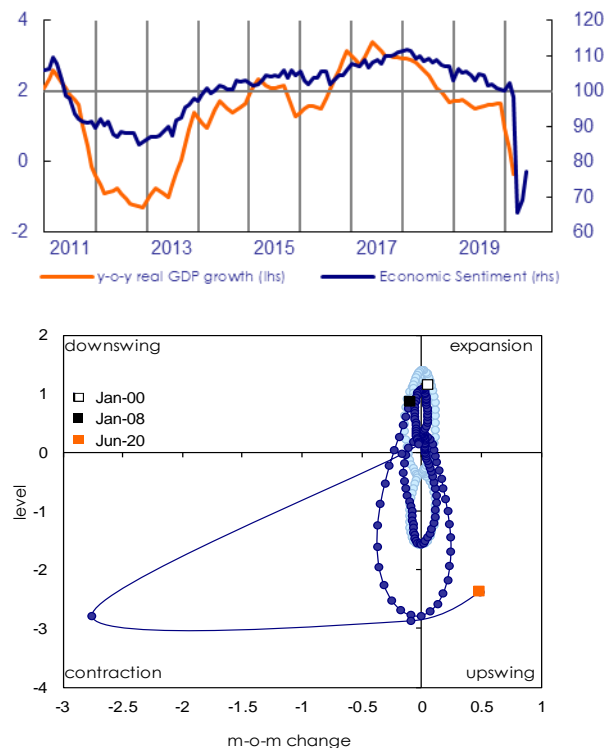 4 120
110
2 100
90
0 80
70
-2 60
2011 2013 2015 2017 2019
y-o-y real GDP growth (lhs) Economic Sentiment (rhs)
2
downswing expansion
Jan-00
1
Jan-08
Jun-20
0
level
-1
-2
-3
contraction upswing
-4
-3 -2.5 -2 -1.5 -1 -0.5 0 0.5 1
m-o-m change